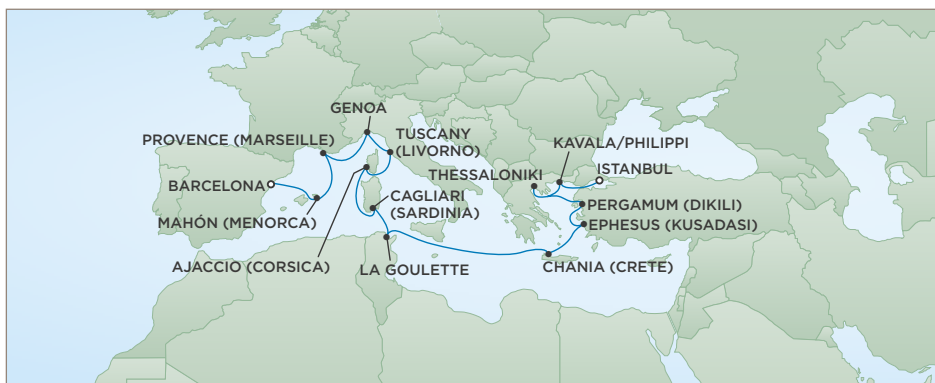 GENOA
PROVENCE (MARSEILLE)
TUSCANY
(LIVORNO)
KAVALA/PHILIPPI
THESSALONIKI
ISTANBUL
BARCELONA
CAGLIARI
(SARDINIA)
PERGAMUM (DIKILI)
MAHÓN (MENORCA)
EPHESUS (KUSADASI)
AJACCIO (CORSICA)
LA GOULETTE
CHANIA (CRETE)